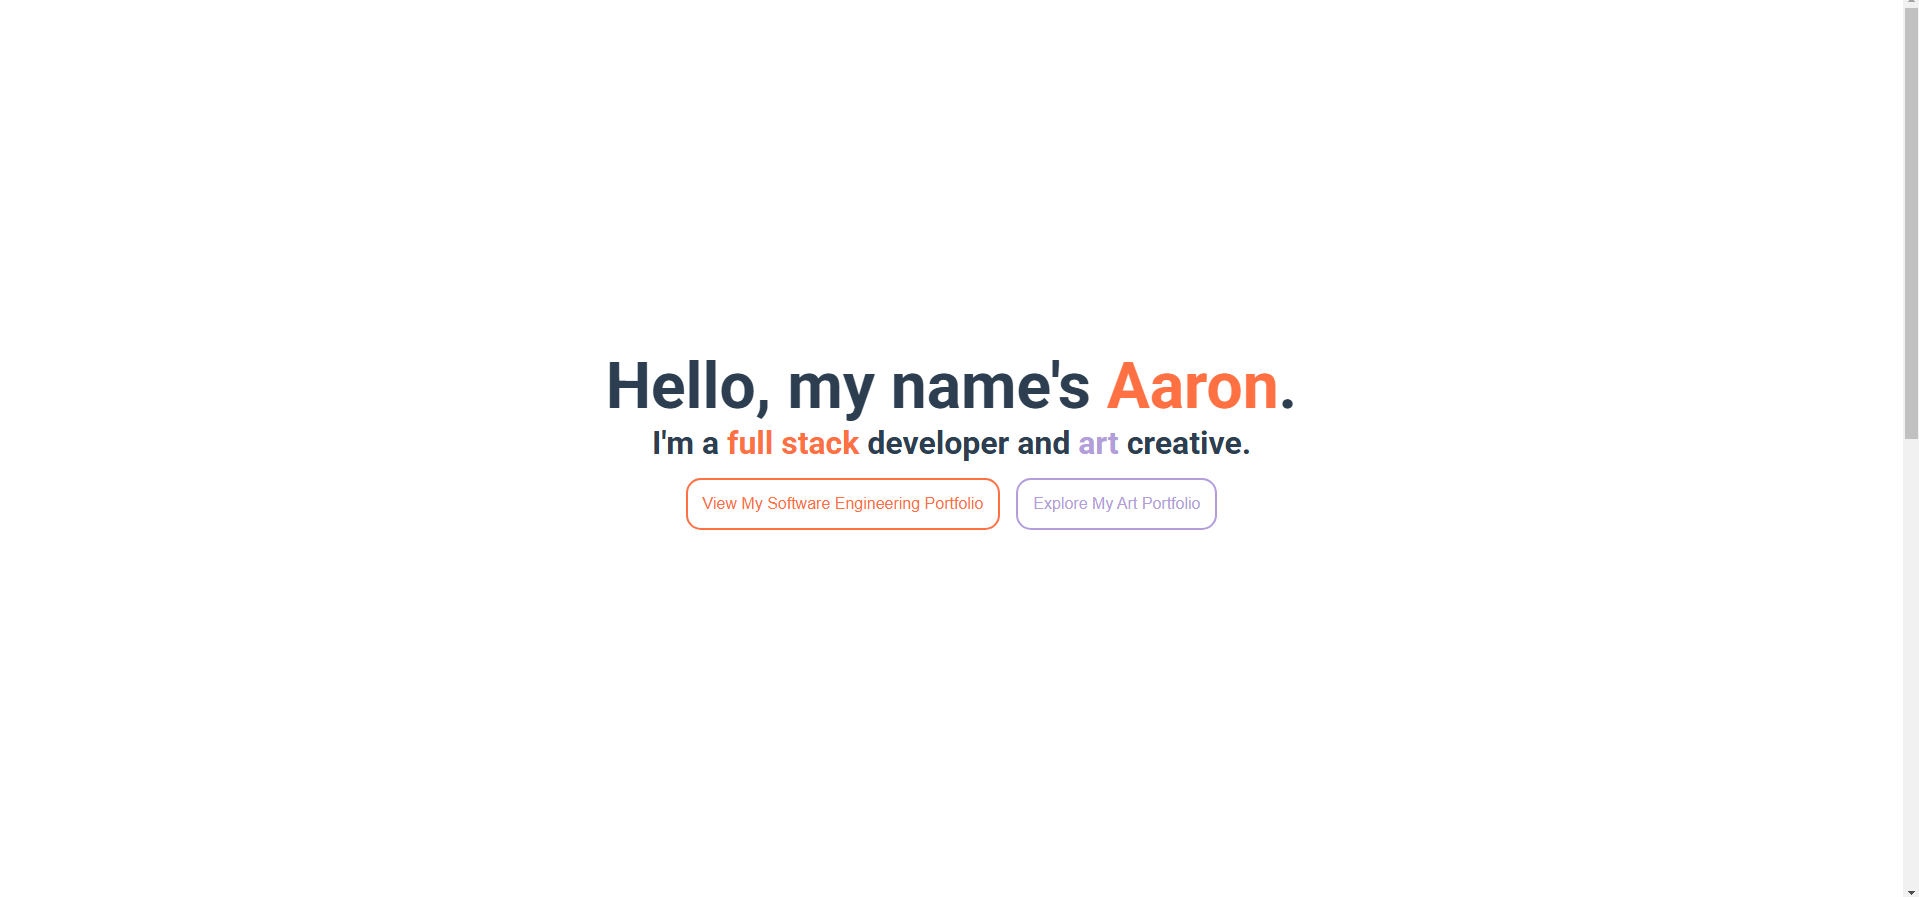 Hello, my name's Aaron.
I'm a full stack developer and art creative.
View My Software Engineering Portfolio
Explore My Art Portfolio